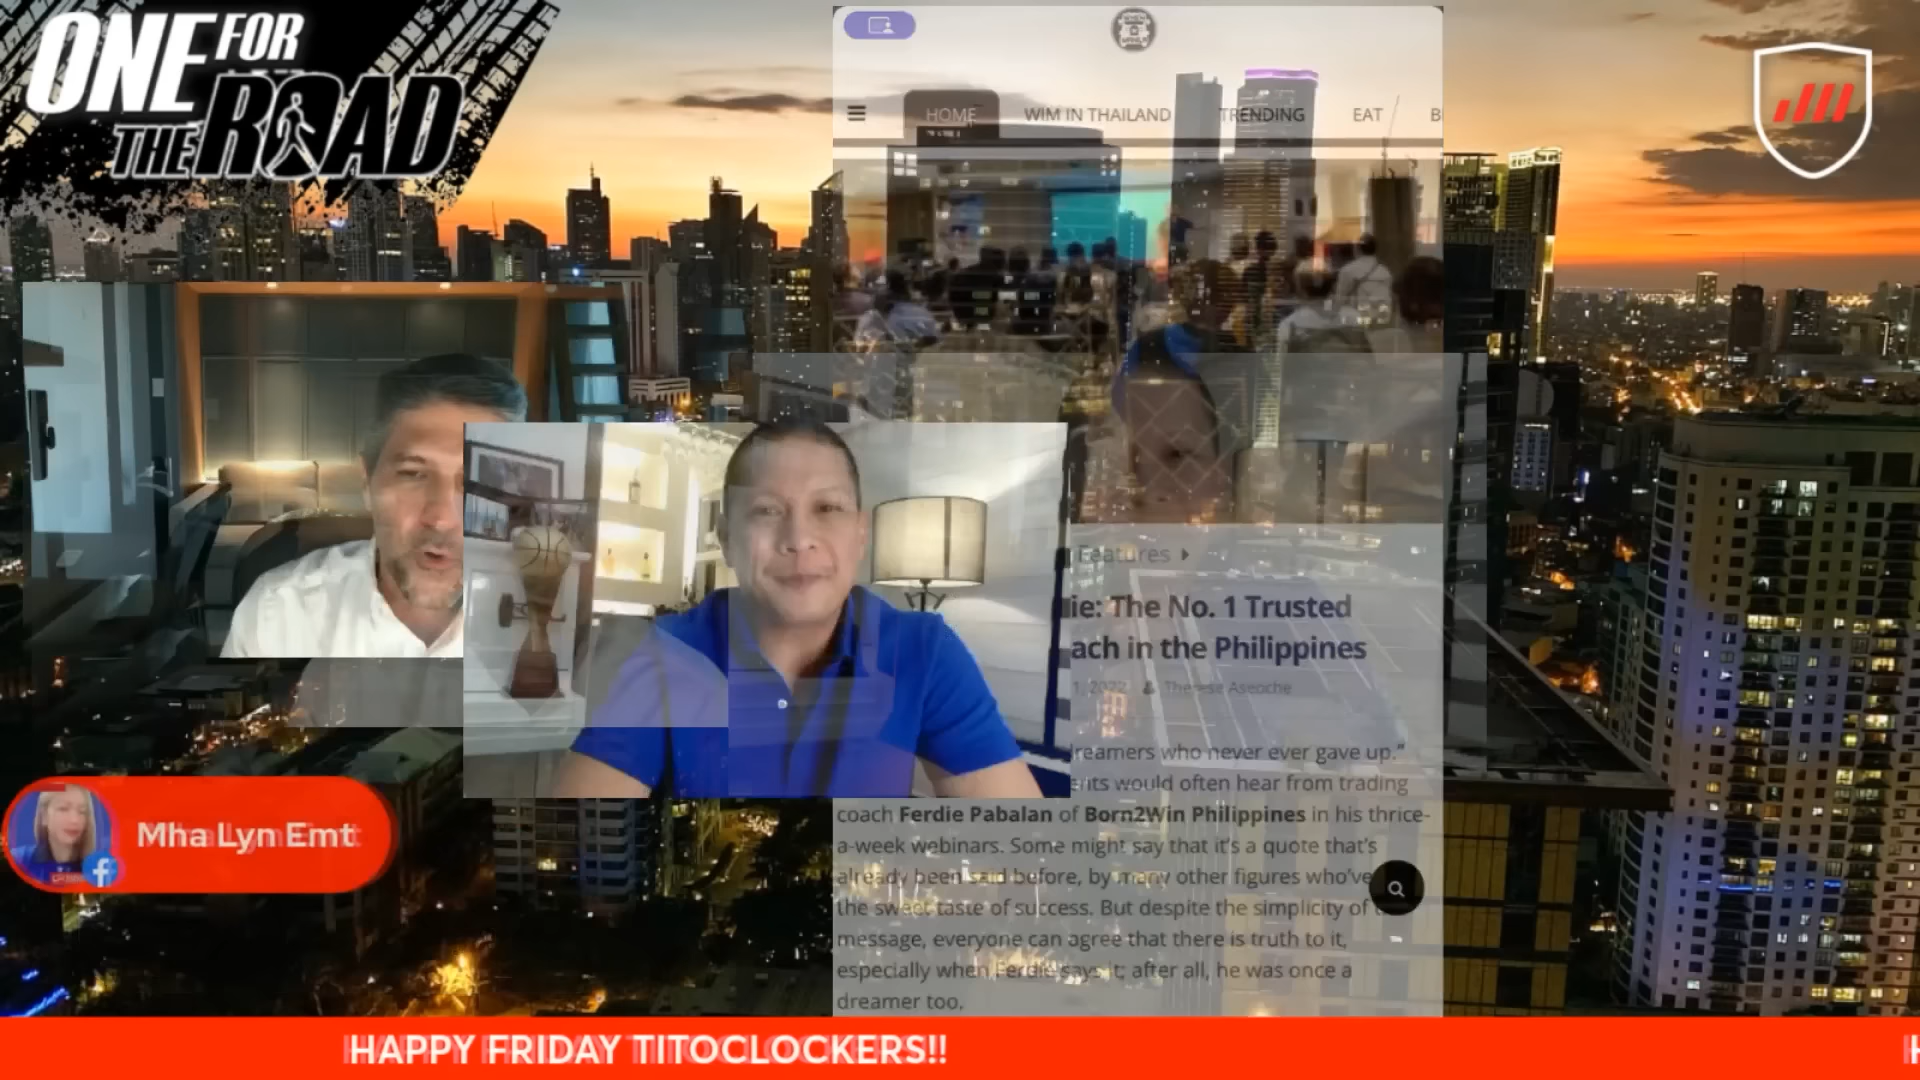 ONE FOR
THE ROAD
HOME
WIM IN THAILAND
TRENDING
EAT
B
Features
lie: The No. 1 Trusted
ach in the Philippines
1, 2022 Therese Aseoche
dreamers who never ever gave up."
ents would often hear from trading
coach Ferdie Pabalan of Born2Win Philippines in his thrice-
a-week webinars. Some might say that it's a quote that's
already been said before, by many other figures who've
the sweet taste of success. But despite the simplicity of
message, everyone can agree that there is truth to it,
especially when Ferdie says it; after all, he was once a
dreamer too.
Mha Lyn Emt
HAPPY FRIDAY TITOCLOCKERS!!
H